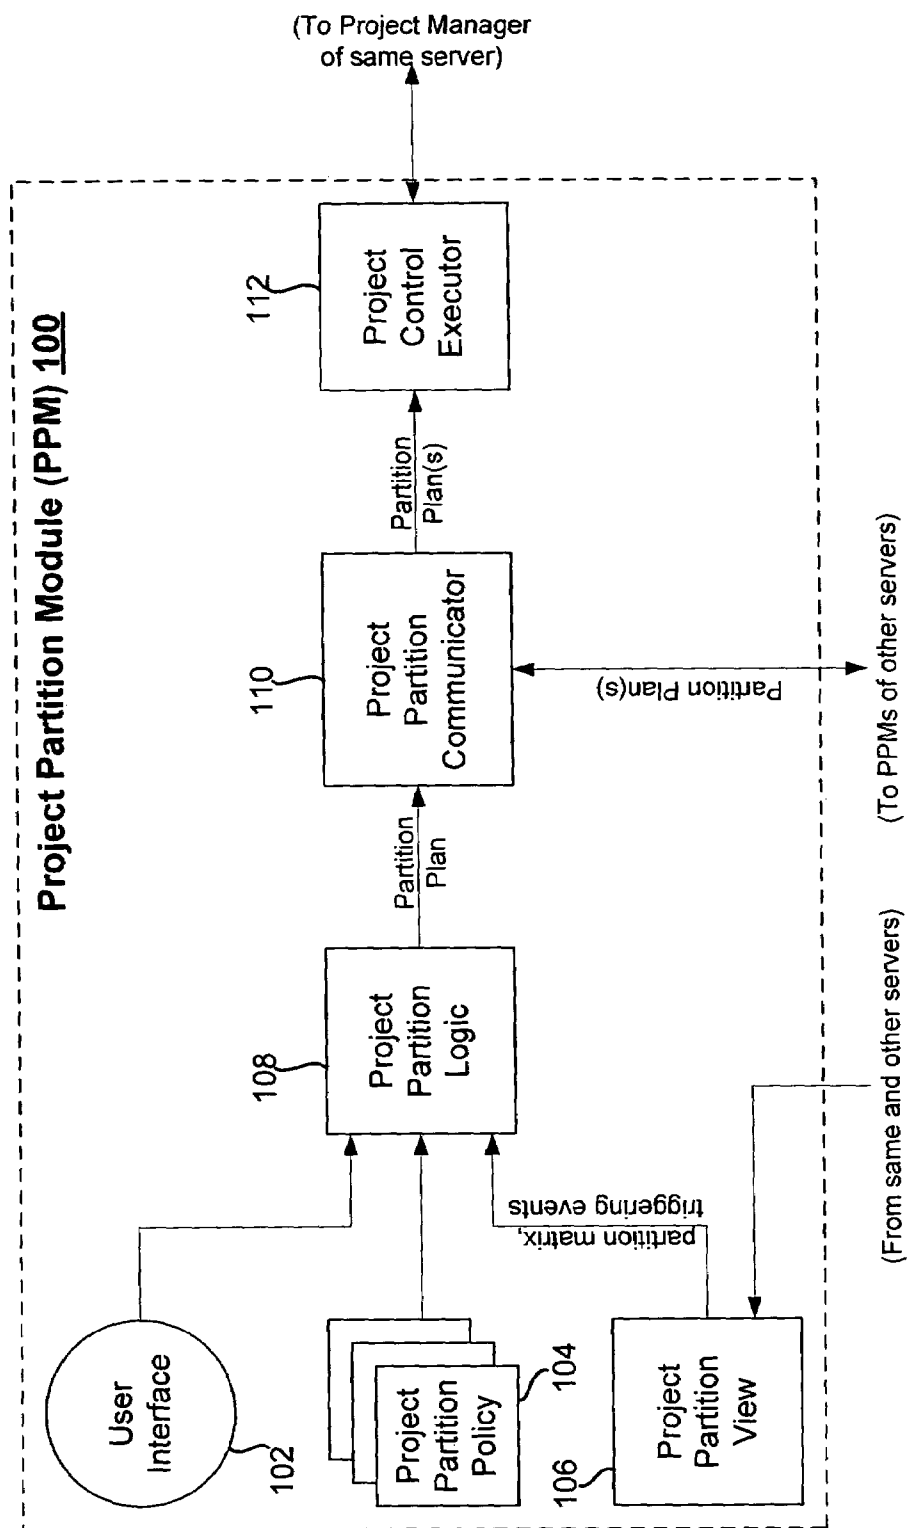 Project Partition Module (PPM) 100
User
Interface
102
Project
Partition
Policy
104
Project
Partition
View
106
partition matrix,
triggering events
(From same and other servers)
Project
Partition
Logic
108
Partition
Plan
Project
Partition
Communicator
110
Partition Plan(s)
(To PPMs of other servers)
Partition
Plan(s)
Project
Control
Executor
112
(To Project Manager
of same server)